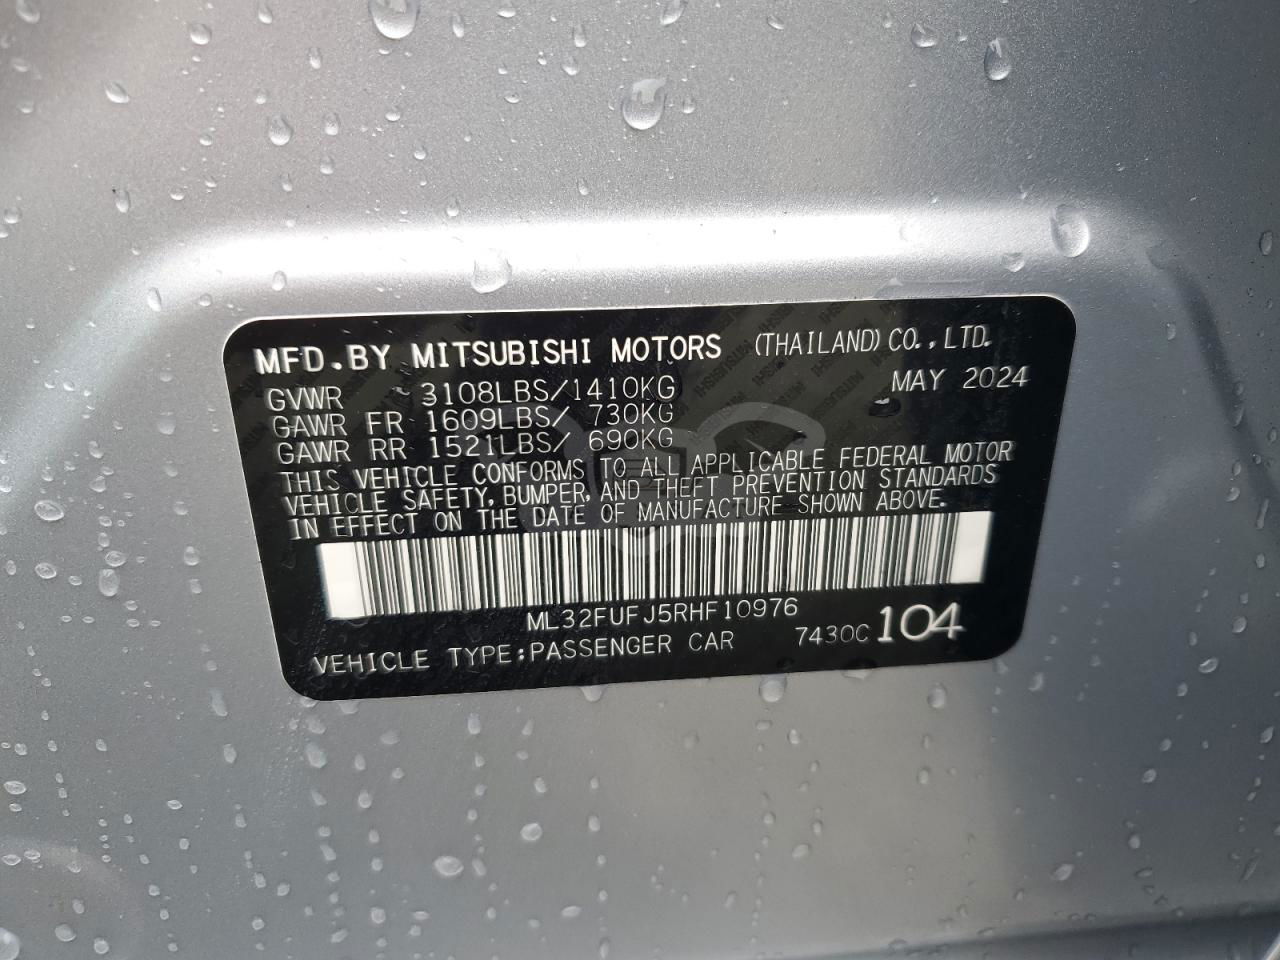 MFD.BY MITSUBISHI MOTORS (THAILAND)CO.,LTD.
GVWR 3108LBS/1410KG MAY 2024
GAWR FR 1609LBS/ 730KG
GAWR RR 1521LBS/ 690KG
THIS VEHICLE CONFORMS TO ALL APPLICABLE FEDERAL MOTOR
VEHICLE SAFETY, BUMPER, AND THEFT PREVENTION STANDARDS
IN EFFECT ON THE DATE OF MANUFACTURE SHOWN ABOVE.
ML32FUFJ5RHF10976
VEHICLE TYPE:PASSENGER CAR 7430C 104